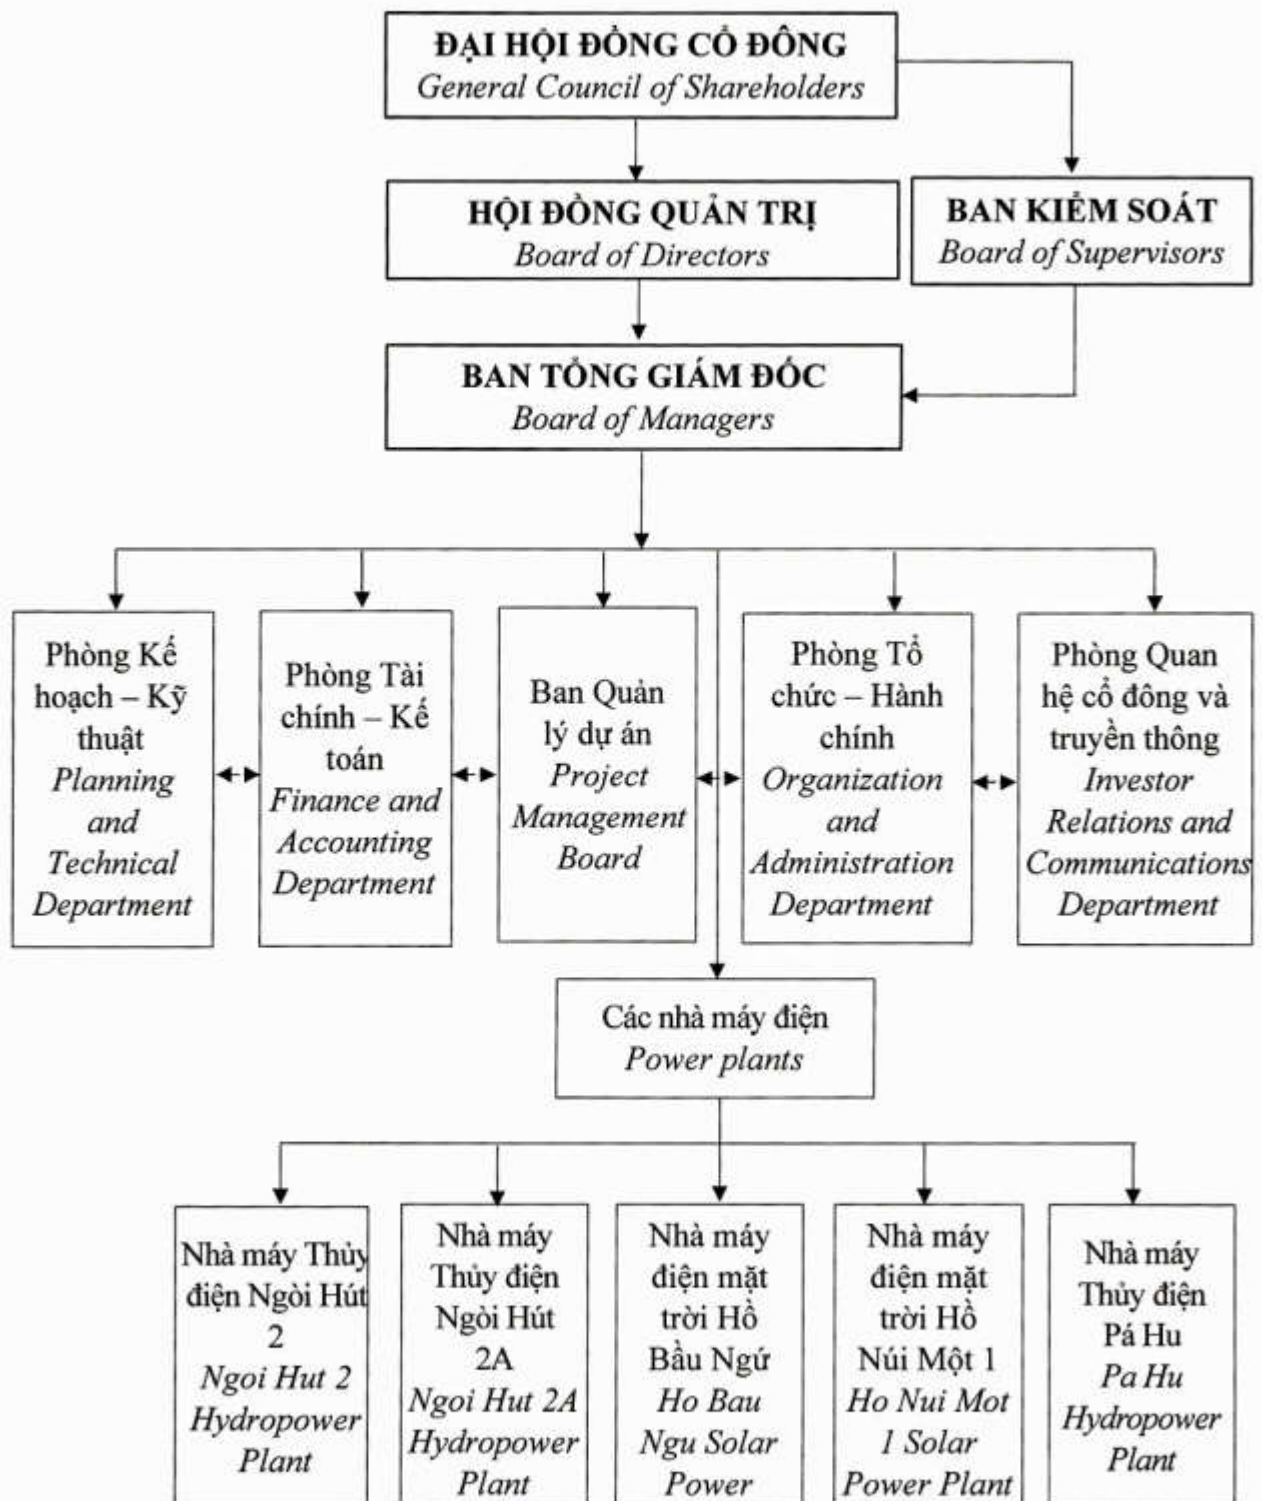 ĐẠI HỘI ĐỒNG CỔ ĐÔNG
General Council of Shareholders
HỘI ĐỒNG QUẢN TRỊ
Board of Directors
BAN KIỂM SOÁT
Board of Supervisors
BAN TỔNG GIÁM ĐỐC
Board of Managers
Phòng Kế
hoạch – Kỹ
thuật
Planning
and
Technical
Department
Phòng Tài
chính – Kế
toán
Finance and
Accounting
Department
Ban Quản
lý dự án
Project
Management
Board
Phòng Tổ
chức – Hành
chính
Organization
and
Administration
Department
Phòng Quan
hệ cổ đông và
truyền thông
Investor
Relations and
Communications
Department
Các nhà máy điện
Power plants
Nhà máy Thủy
điện Ngòi Hút
2
Ngoi Hut 2
Hydropower
Plant
Nhà máy
Thủy điện
Ngòi Hút
2A
Ngoi Hut 2A
Hydropower
Plant
Nhà máy
điện mặt
trời Hồ
Bầu Ngứ
Ho Bau
Ngu Solar
Power
Nhà máy
điện mặt
trời Hồ
Núi Một 1
Ho Nui Mot
1 Solar
Power Plant
Nhà máy
Thủy điện
Pá Hu
Pa Hu
Hydropower
Plant